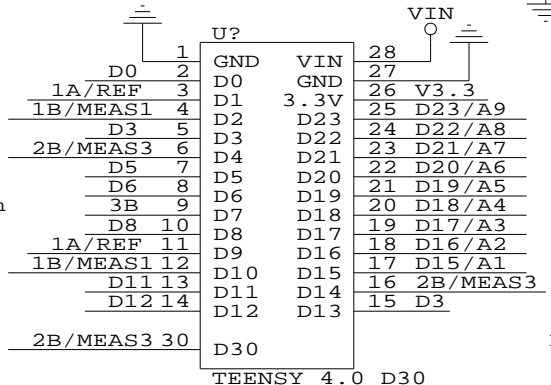 VIN
U?
1 GND VIN 28
D0 2 D0 GND 27
1A/REF 3 D1 3.3V 26 V3.3
1B/MEAS1 4 D2 D23 25 D23/A9
D3 5 D3 D22 24 D22/A8
2B/MEAS3 6 D4 D21 23 D21/A7
D5 7 D5 D20 22 D20/A6
D6 8 D6 D19 21 D19/A5
3B 9 D7 D18 20 D18/A4
D8 10 D8 D17 19 D17/A3
1A/REF 11 D9 D16 18 D16/A2
1B/MEAS1 12 D10 D15 17 D15/A1
D11 13 D11 D14 16 2B/MEAS3
D12 14 D12 D13 15 D3
2B/MEAS3 30 D30
TEENSY 4.0 D30